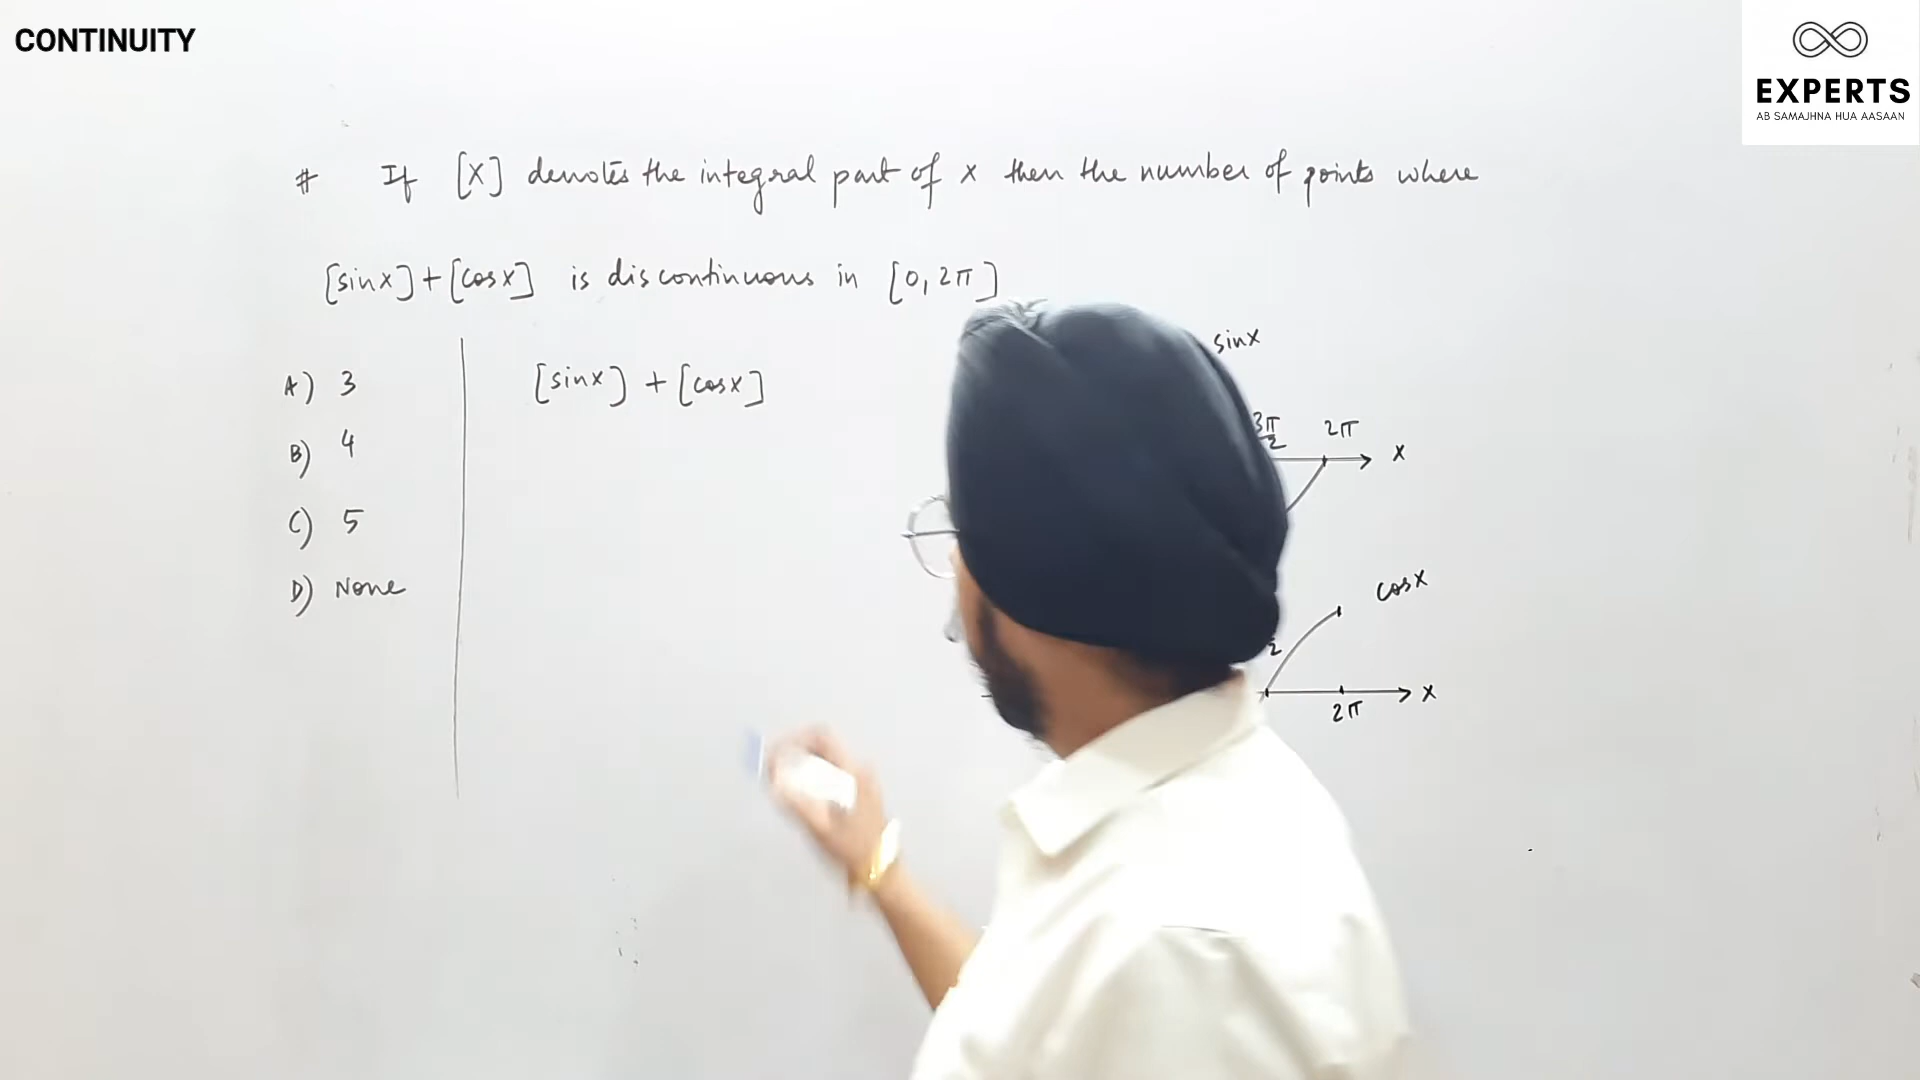 CONTINUITY
EXPERTS
AB SAMAJHNA HUA AASAAN
# If [x] denotes the integral part of x then the number of points where
[sinx]+[cosx] is discontinuous in [0, 2π]
A) 3
B) 4
C) 5
D) None
[sinx] + [cosx]
sinx
3π/2 2π x
cosx
2
2π x